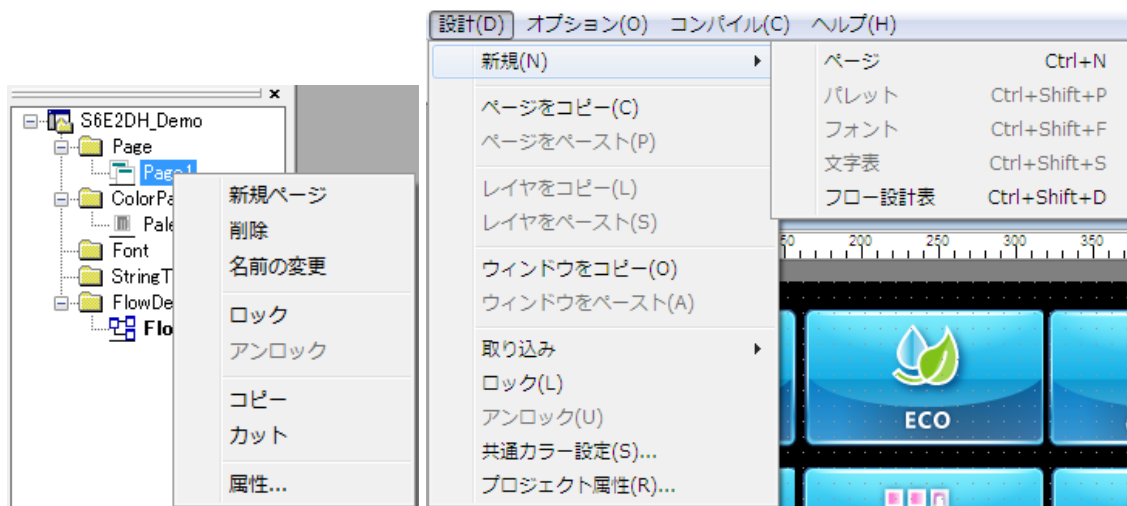 S6E2DH_Demo
Page
Page1
ColorPa
Pale
Font
StringT
FlowDe
Flo
新規ページ
削除
名前の変更
ロック
アンロック
コピー
カット
属性...
設計(D) オプション(O) コンパイル(C) ヘルプ(H)
新規(N)
ページをコピー(C)
ページをペースト(P)
レイヤをコピー(L)
レイヤをペースト(S)
ウィンドウをコピー(O)
ウィンドウをペースト(A)
取り込み
ロック(L)
アンロック(U)
共通カラー設定(S)...
プロジェクト属性(R)...
ページ Ctrl+N
パレット Ctrl+Shift+P
フォント Ctrl+Shift+F
文字表 Ctrl+Shift+S
フロー設計表 Ctrl+Shift+D
200 250 300 350
ECO